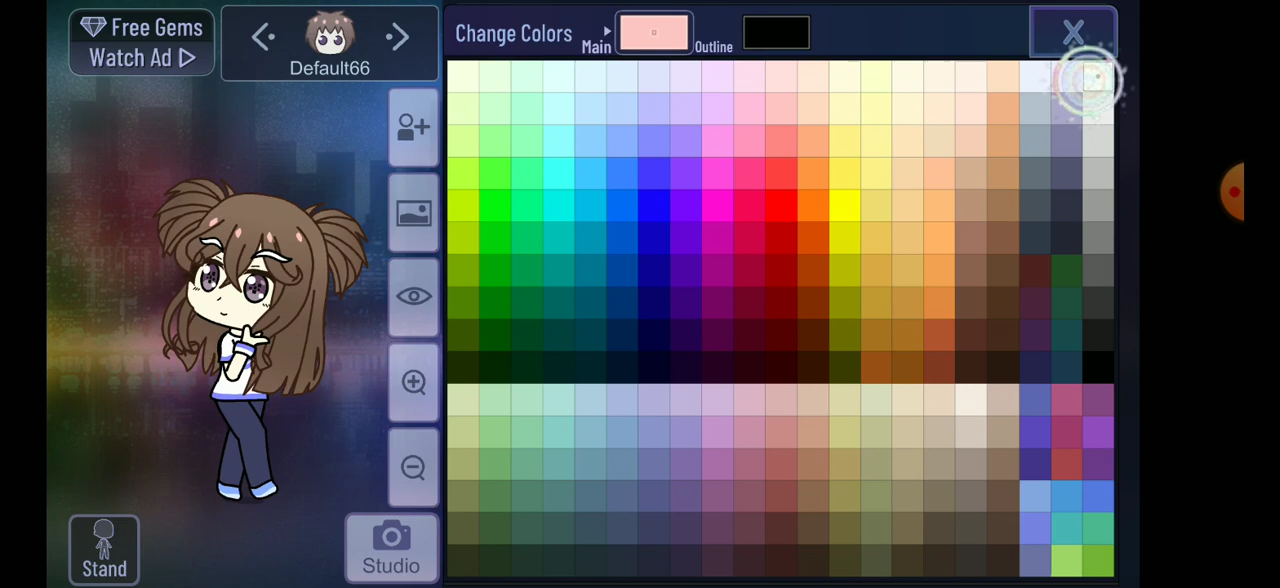 Free Gems
Watch Ad
Default66
Change Colors
Main
Outline
X
Stand
Studio